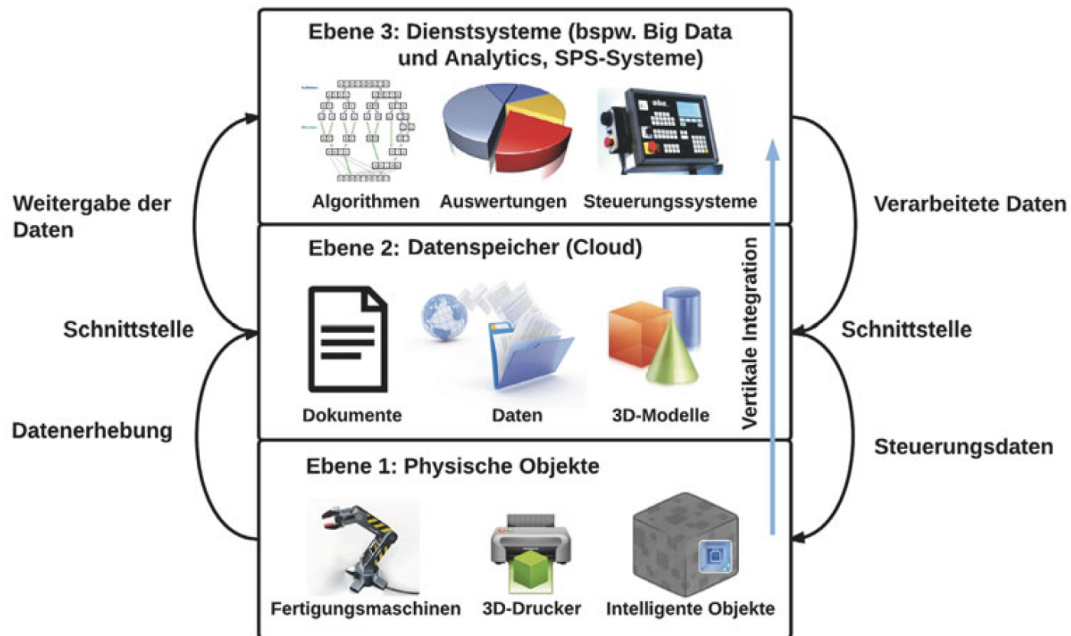 Ebene 3: Dienstsysteme (bspw. Big Data
und Analytics, SPS-Systeme)
Algorithmen
Auswertungen
Steuerungssysteme
Weitergabe der
Daten
Verarbeitete Daten
Ebene 2: Datenspeicher (Cloud)
Vertikale Integration
Schnittstelle
Schnittstelle
Dokumente
Daten
3D-Modelle
Datenerhebung
Steuerungsdaten
Ebene 1: Physische Objekte
Fertigungsmaschinen
3D-Drucker
Intelligente Objekte